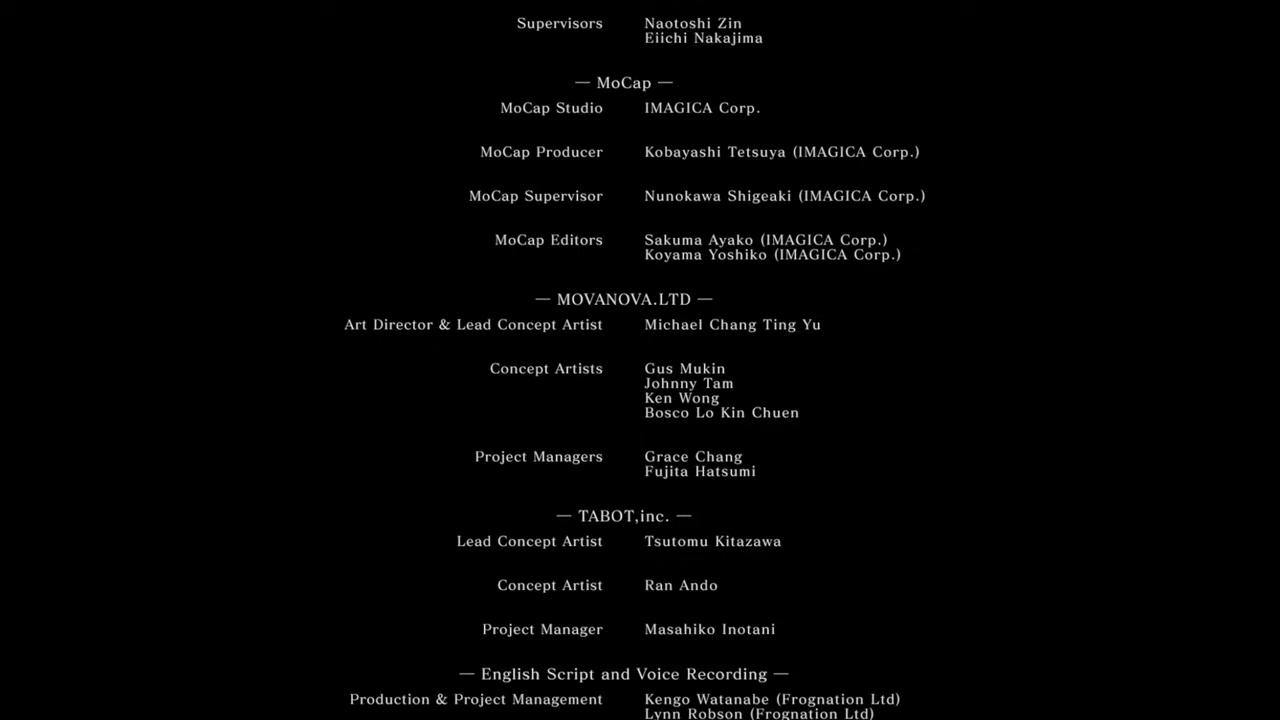 Supervisors Naotoshi Zin
Eiichi Nakajima
— MoCap —
MoCap Studio IMAGICA Corp.
MoCap Producer Kobayashi Tetsuya (IMAGICA Corp.)
MoCap Supervisor Nunokawa Shigeaki (IMAGICA Corp.)
MoCap Editors Sakuma Ayako (IMAGICA Corp.)
Koyama Yoshiko (IMAGICA Corp.)
— MOVANOVA.LTD —
Art Director & Lead Concept Artist Michael Chang Ting Yu
Concept Artists Gus Mukin
Johnny Tam
Ken Wong
Bosco Lo Kin Chuen
Project Managers Grace Chang
Fujita Hatsumi
— TABOT,inc. —
Lead Concept Artist Tsutomu Kitazawa
Concept Artist Ran Ando
Project Manager Masahiko Inotani
— English Script and Voice Recording —
Production & Project Management Kengo Watanabe (Frognation Ltd)
Lynn Robson (Frognation Ltd)